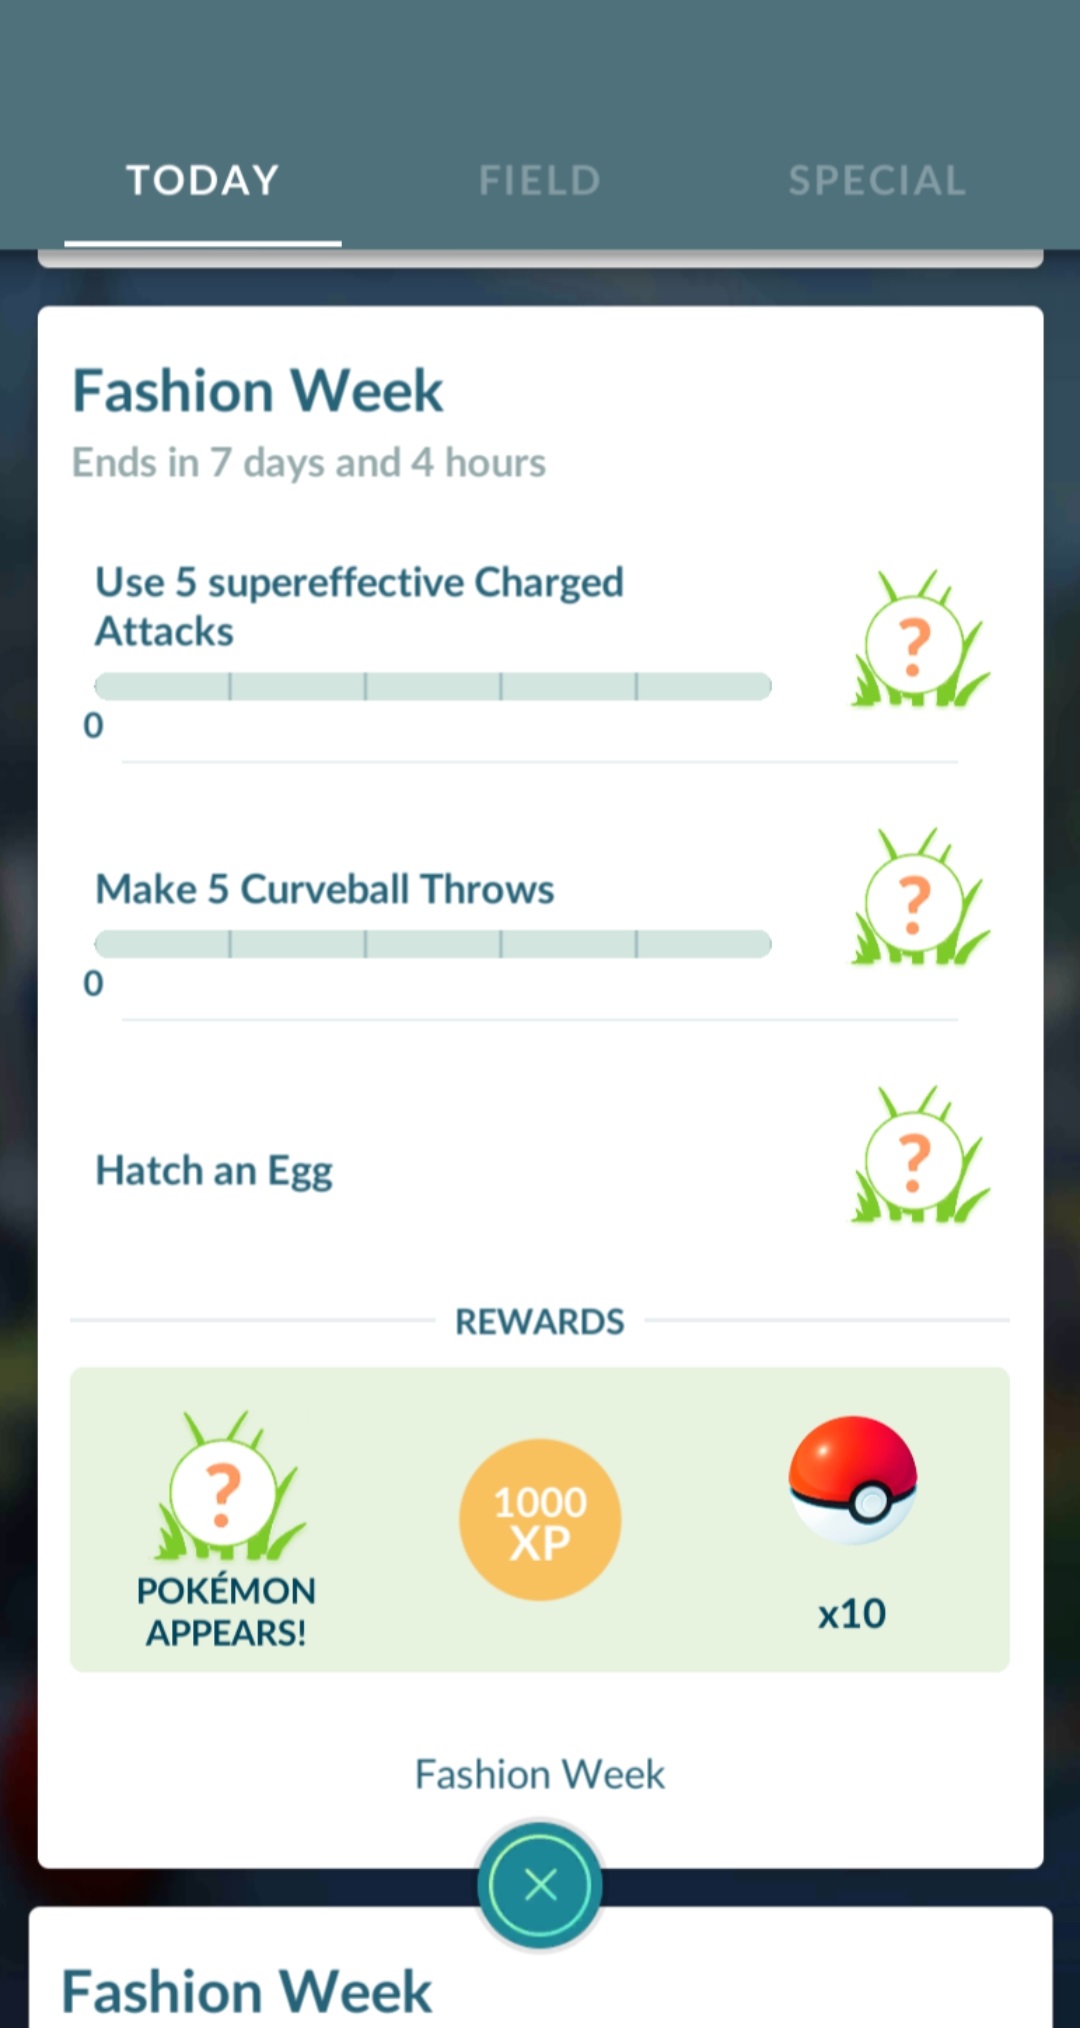 TODAY FIELD SPECIAL
Fashion Week
Ends in 7 days and 4 hours
Use 5 supereffective Charged
Attacks
?
0
Make 5 Curveball Throws
?
0
Hatch an Egg
?
REWARDS
?
POKÉMON
APPEARS!
1000
XP
x10
Fashion Week
Fashion Week